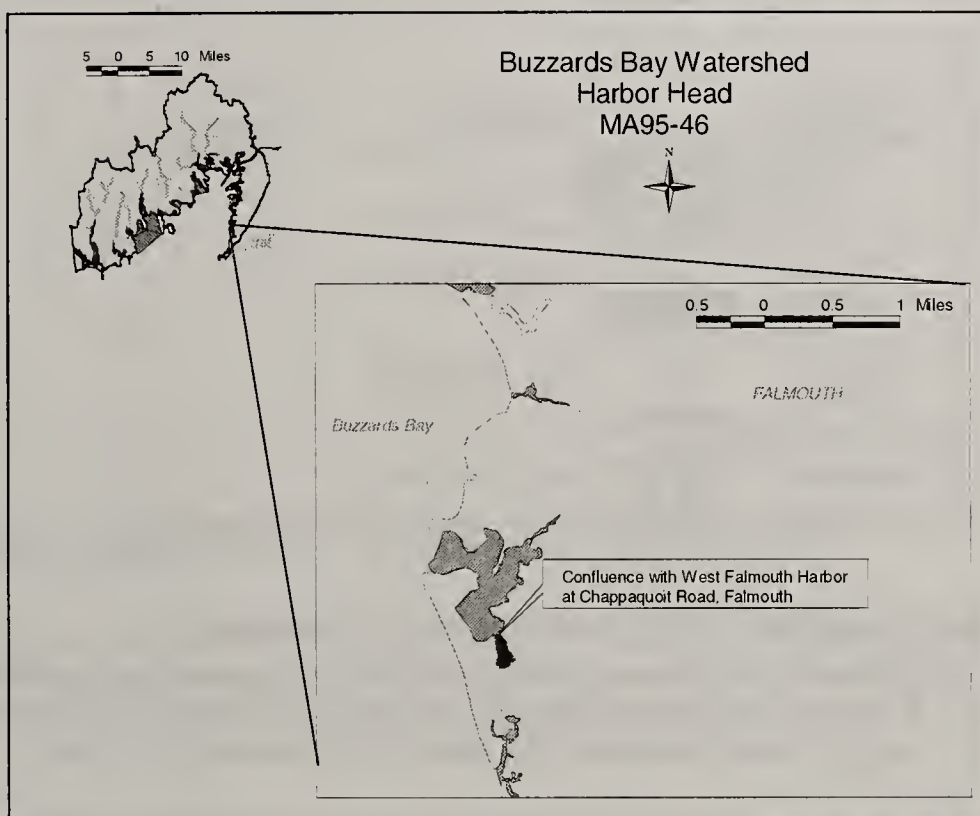 5 0 5 10 Miles
Buzzards Bay Watershed
Harbor Head
MA95-46
N
0.5 0 0.5 1 Miles
FALMOUTH
Buzzards Bay
Confluence with West Falmouth Harbor
at Chappaquoit Road, Falmouth